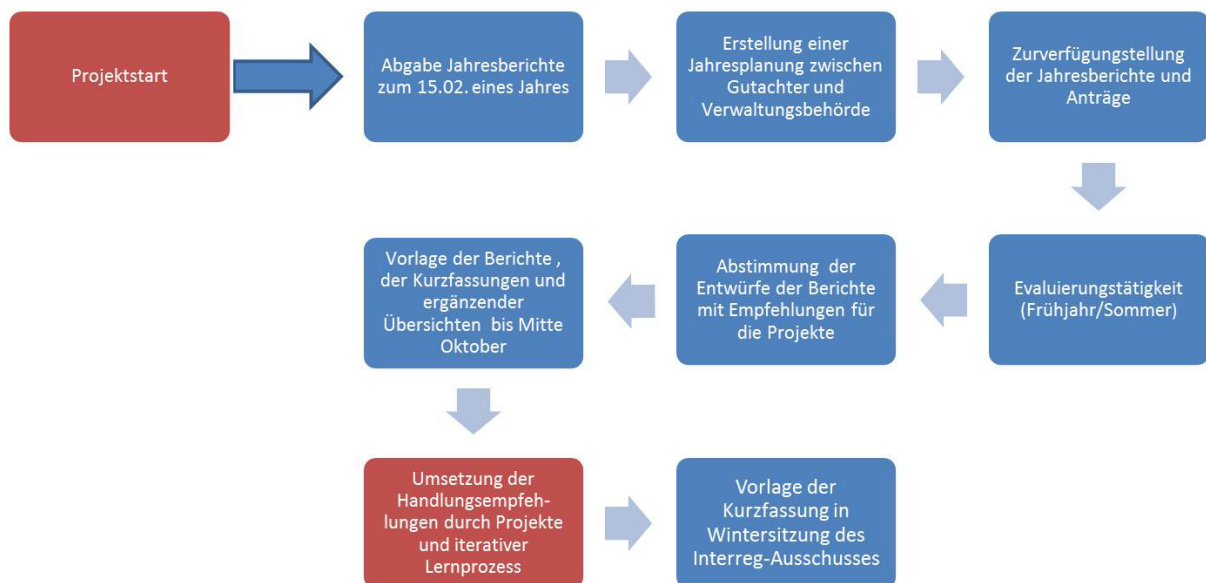 Projektstart
Abgabe Jahresberichte
zum 15.02. eines Jahres
Erstellung einer
Jahresplanung zwischen
Gutachter und
Verwaltungsbehörde
Zurverfügungstellung
der Jahresberichte und
Anträge
Evaluierungstätigkeit
(Frühjahr/Sommer)
Abstimmung der
Entwürfe der Berichte
mit Empfehlungen für
die Projekte
Vorlage der Berichte ,
der Kurzfassungen und
ergänzender
Übersichten bis Mitte
Oktober
Umsetzung der
Handlungsempfeh-
lungen durch Projekte
und iterativer
Lernprozess
Vorlage der
Kurzfassung in
Wintersitzung des
Interreg-Ausschusses